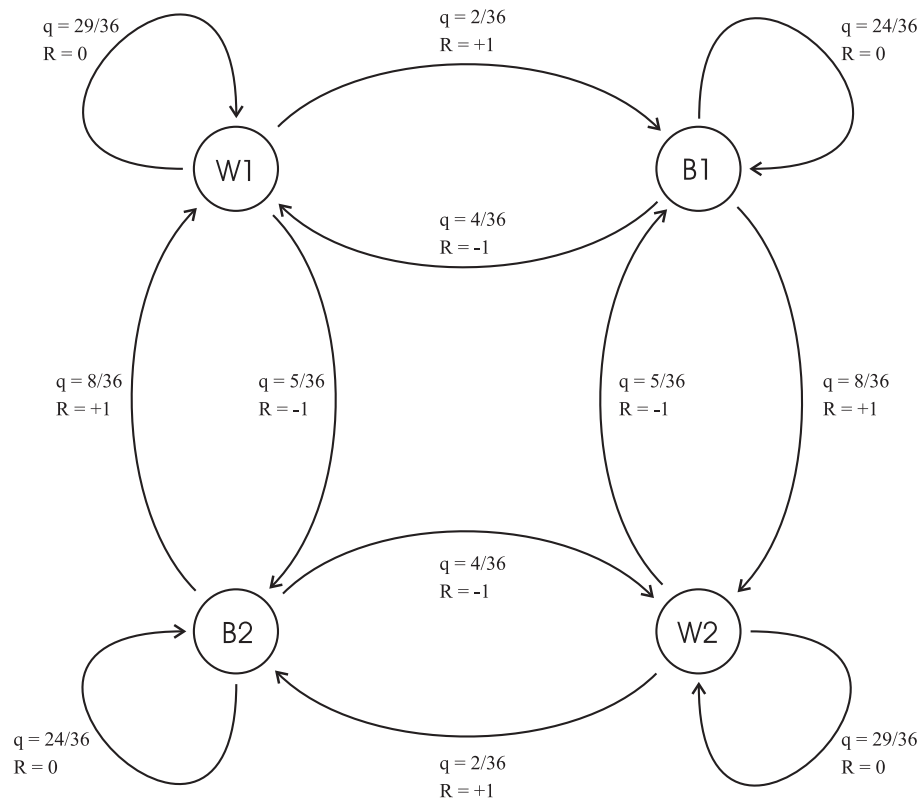 q = 29/36
R = 0
q = 2/36
R = +1
q = 24/36
R = 0
W1
B1
q = 4/36
R = -1
q = 8/36
R = +1
q = 5/36
R = -1
q = 5/36
R = -1
q = 8/36
R = +1
q = 4/36
R = -1
B2
W2
q = 24/36
R = 0
q = 2/36
R = +1
q = 29/36
R = 0